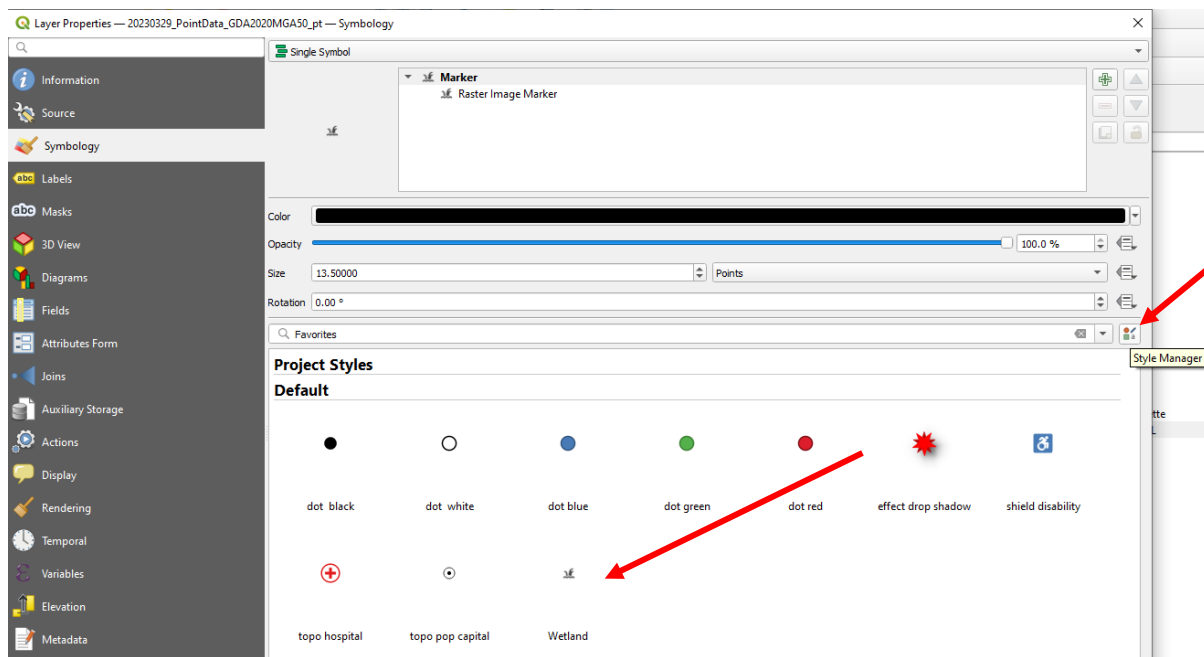 Layer Properties — 20230329_PointData_GDA2020MGA50_pt — Symbology
Single Symbol
Information
Source
Symbology
abc Labels
abc Masks
3D View
Diagrams
Fields
Attributes Form
Joins
Auxiliary Storage
Actions
Display
Rendering
Temporal
Variables
Elevation
Metadata
Marker
Raster Image Marker
Color
Opacity 100.0 %
Size 13.50000 Points
Rotation 0.00 °
Favorites
Style Manager
Project Styles
Default
dot black dot white dot blue dot green dot red effect drop shadow shield disability
topo hospital topo pop capital Wetland
tte